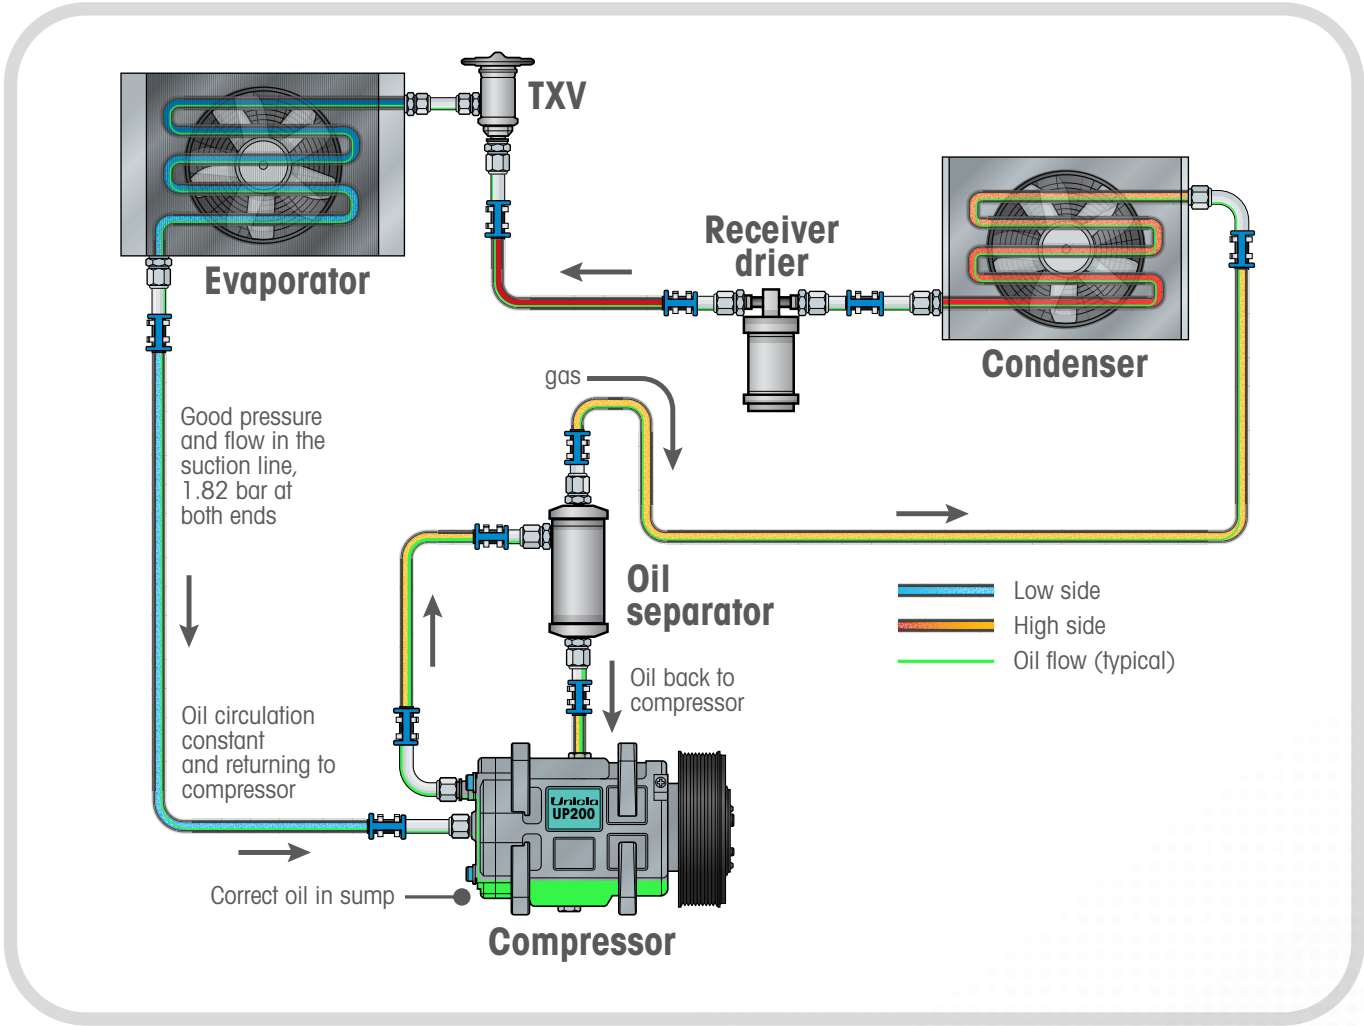 TXV
Evaporator
Receiver
drier
Condenser
gas
Good pressure
and flow in the
suction line,
1.82 bar at
both ends
Oil
separator
Low side
High side
Oil flow (typical)
Oil back to
compressor
Oil circulation
constant
and returning to
compressor
Unicla
UP200
Correct oil in sump
Compressor